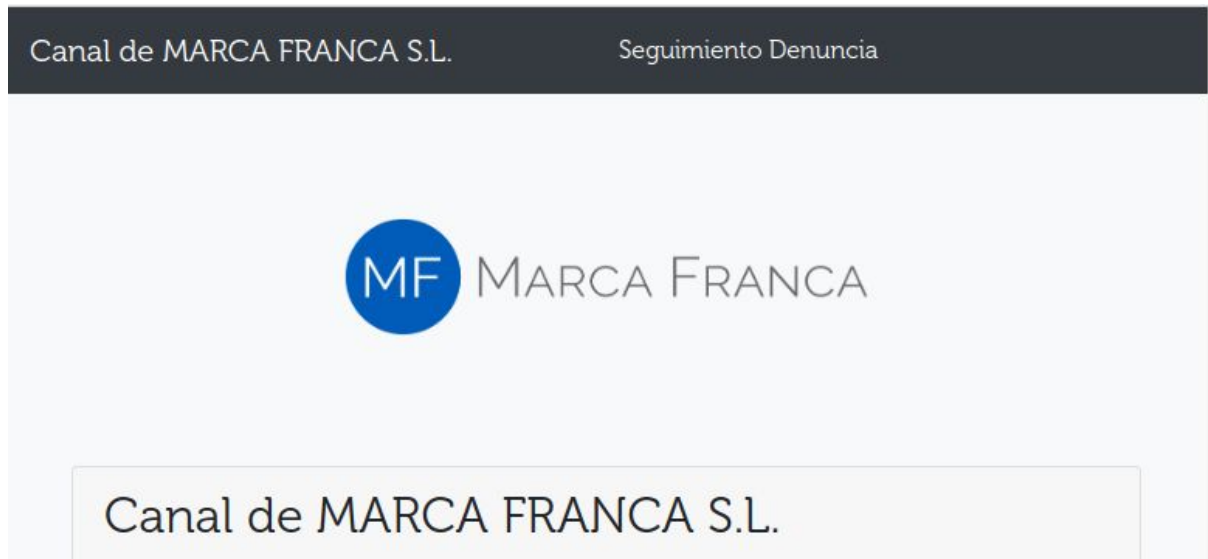 Canal de MARCA FRANCA S.L. Seguimiento Denuncia
MF MARCA FRANCA
Canal de MARCA FRANCA S.L.